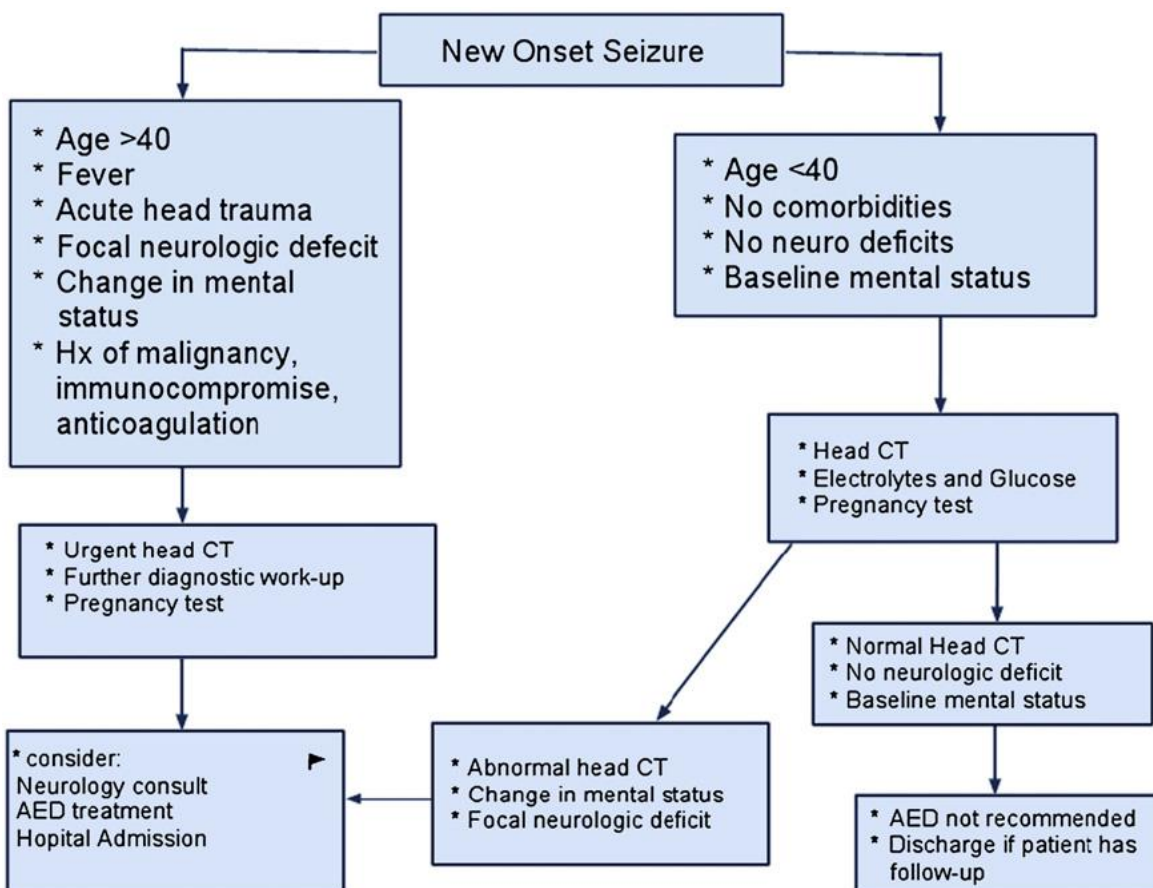 New Onset Seizure
* Age >40
* Fever
* Acute head trauma
* Focal neurologic defecit
* Change in mental
status
* Hx of malignancy,
immunocompromise,
anticoagulation
* Age <40
* No comorbidities
* No neuro deficits
* Baseline mental status
* Head CT
* Electrolytes and Glucose
* Pregnancy test
* Urgent head CT
* Further diagnostic work-up
* Pregnancy test
* Normal Head CT
* No neurologic deficit
* Baseline mental status
* consider:
Neurology consult
AED treatment
Hopital Admission
* Abnormal head CT
* Change in mental status
* Focal neurologic deficit
* AED not recommended
* Discharge if patient has
follow-up